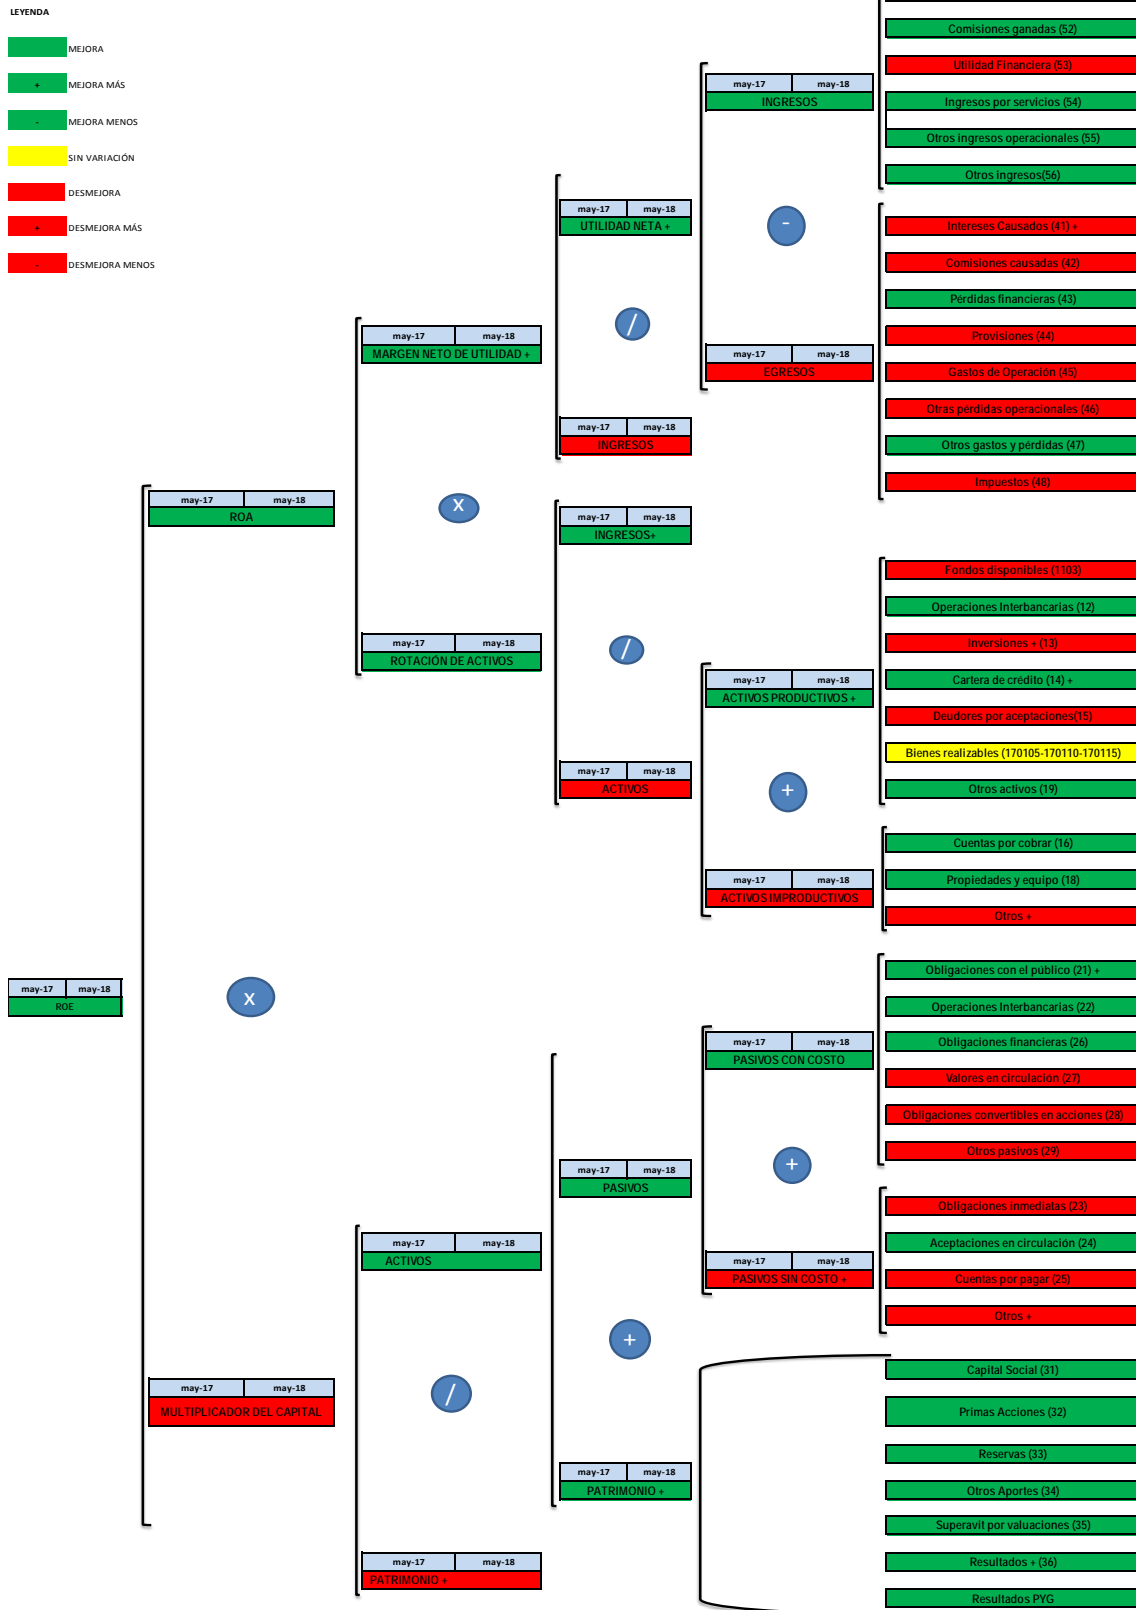 LEYENDA
MEJORA
+ MEJORA MÁS
- MEJORA MENOS
SIN VARIACIÓN
DESMEJORA
+ DESMEJORA MÁS
- DESMEJORA MENOS
may-17 may-18
ROE
x
may-17 may-18
ROA
may-17 may-18
MULTIPLICADOR DEL CAPITAL
may-17 may-18
MARGEN NETO DE UTILIDAD +
X
may-17 may-18
ROTACIÓN DE ACTIVOS
may-17 may-18
ACTIVOS
/
may-17 may-18
PATRIMONIO +
may-17 may-18
UTILIDAD NETA +
/
may-17 may-18
INGRESOS
may-17 may-18
INGRESOS+
/
may-17 may-18
ACTIVOS
may-17 may-18
PASIVOS
+
may-17 may-18
PATRIMONIO +
may-17 may-18
INGRESOS
-
may-17 may-18
EGRESOS
may-17 may-18
ACTIVOS PRODUCTIVOS +
+
may-17 may-18
ACTIVOS IMPRODUCTIVOS
may-17 may-18
PASIVOS CON COSTO
+
may-17 may-18
PASIVOS SIN COSTO +
Comisiones ganadas (52)
Utilidad Financiera (53)
Ingresos por servicios (54)
Otros ingresos operacionales (55)
Otros ingresos(56)
Intereses Causados (41) +
Comisiones causadas (42)
Pérdidas financieras (43)
Provisiones (44)
Gastos de Operación (45)
Otras pérdidas operacionales (46)
Otros gastos y pérdidas (47)
Impuestos (48)
Fondos disponibles (1103)
Operaciones Interbancarias (12)
Inversiones + (13)
Cartera de crédito (14) +
Deudores por aceptaciones(15)
Bienes realizables (170105-170110-170115)
Otros activos (19)
Cuentas por cobrar (16)
Propiedades y equipo (18)
Otros +
Obligaciones con el público (21) +
Operaciones Interbancarias (22)
Obligaciones financieras (26)
Valores en circulación (27)
Obligaciones convertibles en acciones (28)
Otros pasivos (29)
Obligaciones inmediatas (23)
Aceptaciones en circulación (24)
Cuentas por pagar (25)
Otros +
Capital Social (31)
Primas Acciones (32)
Reservas (33)
Otros Aportes (34)
Superavit por valuaciones (35)
Resultados + (36)
Resultados PYG